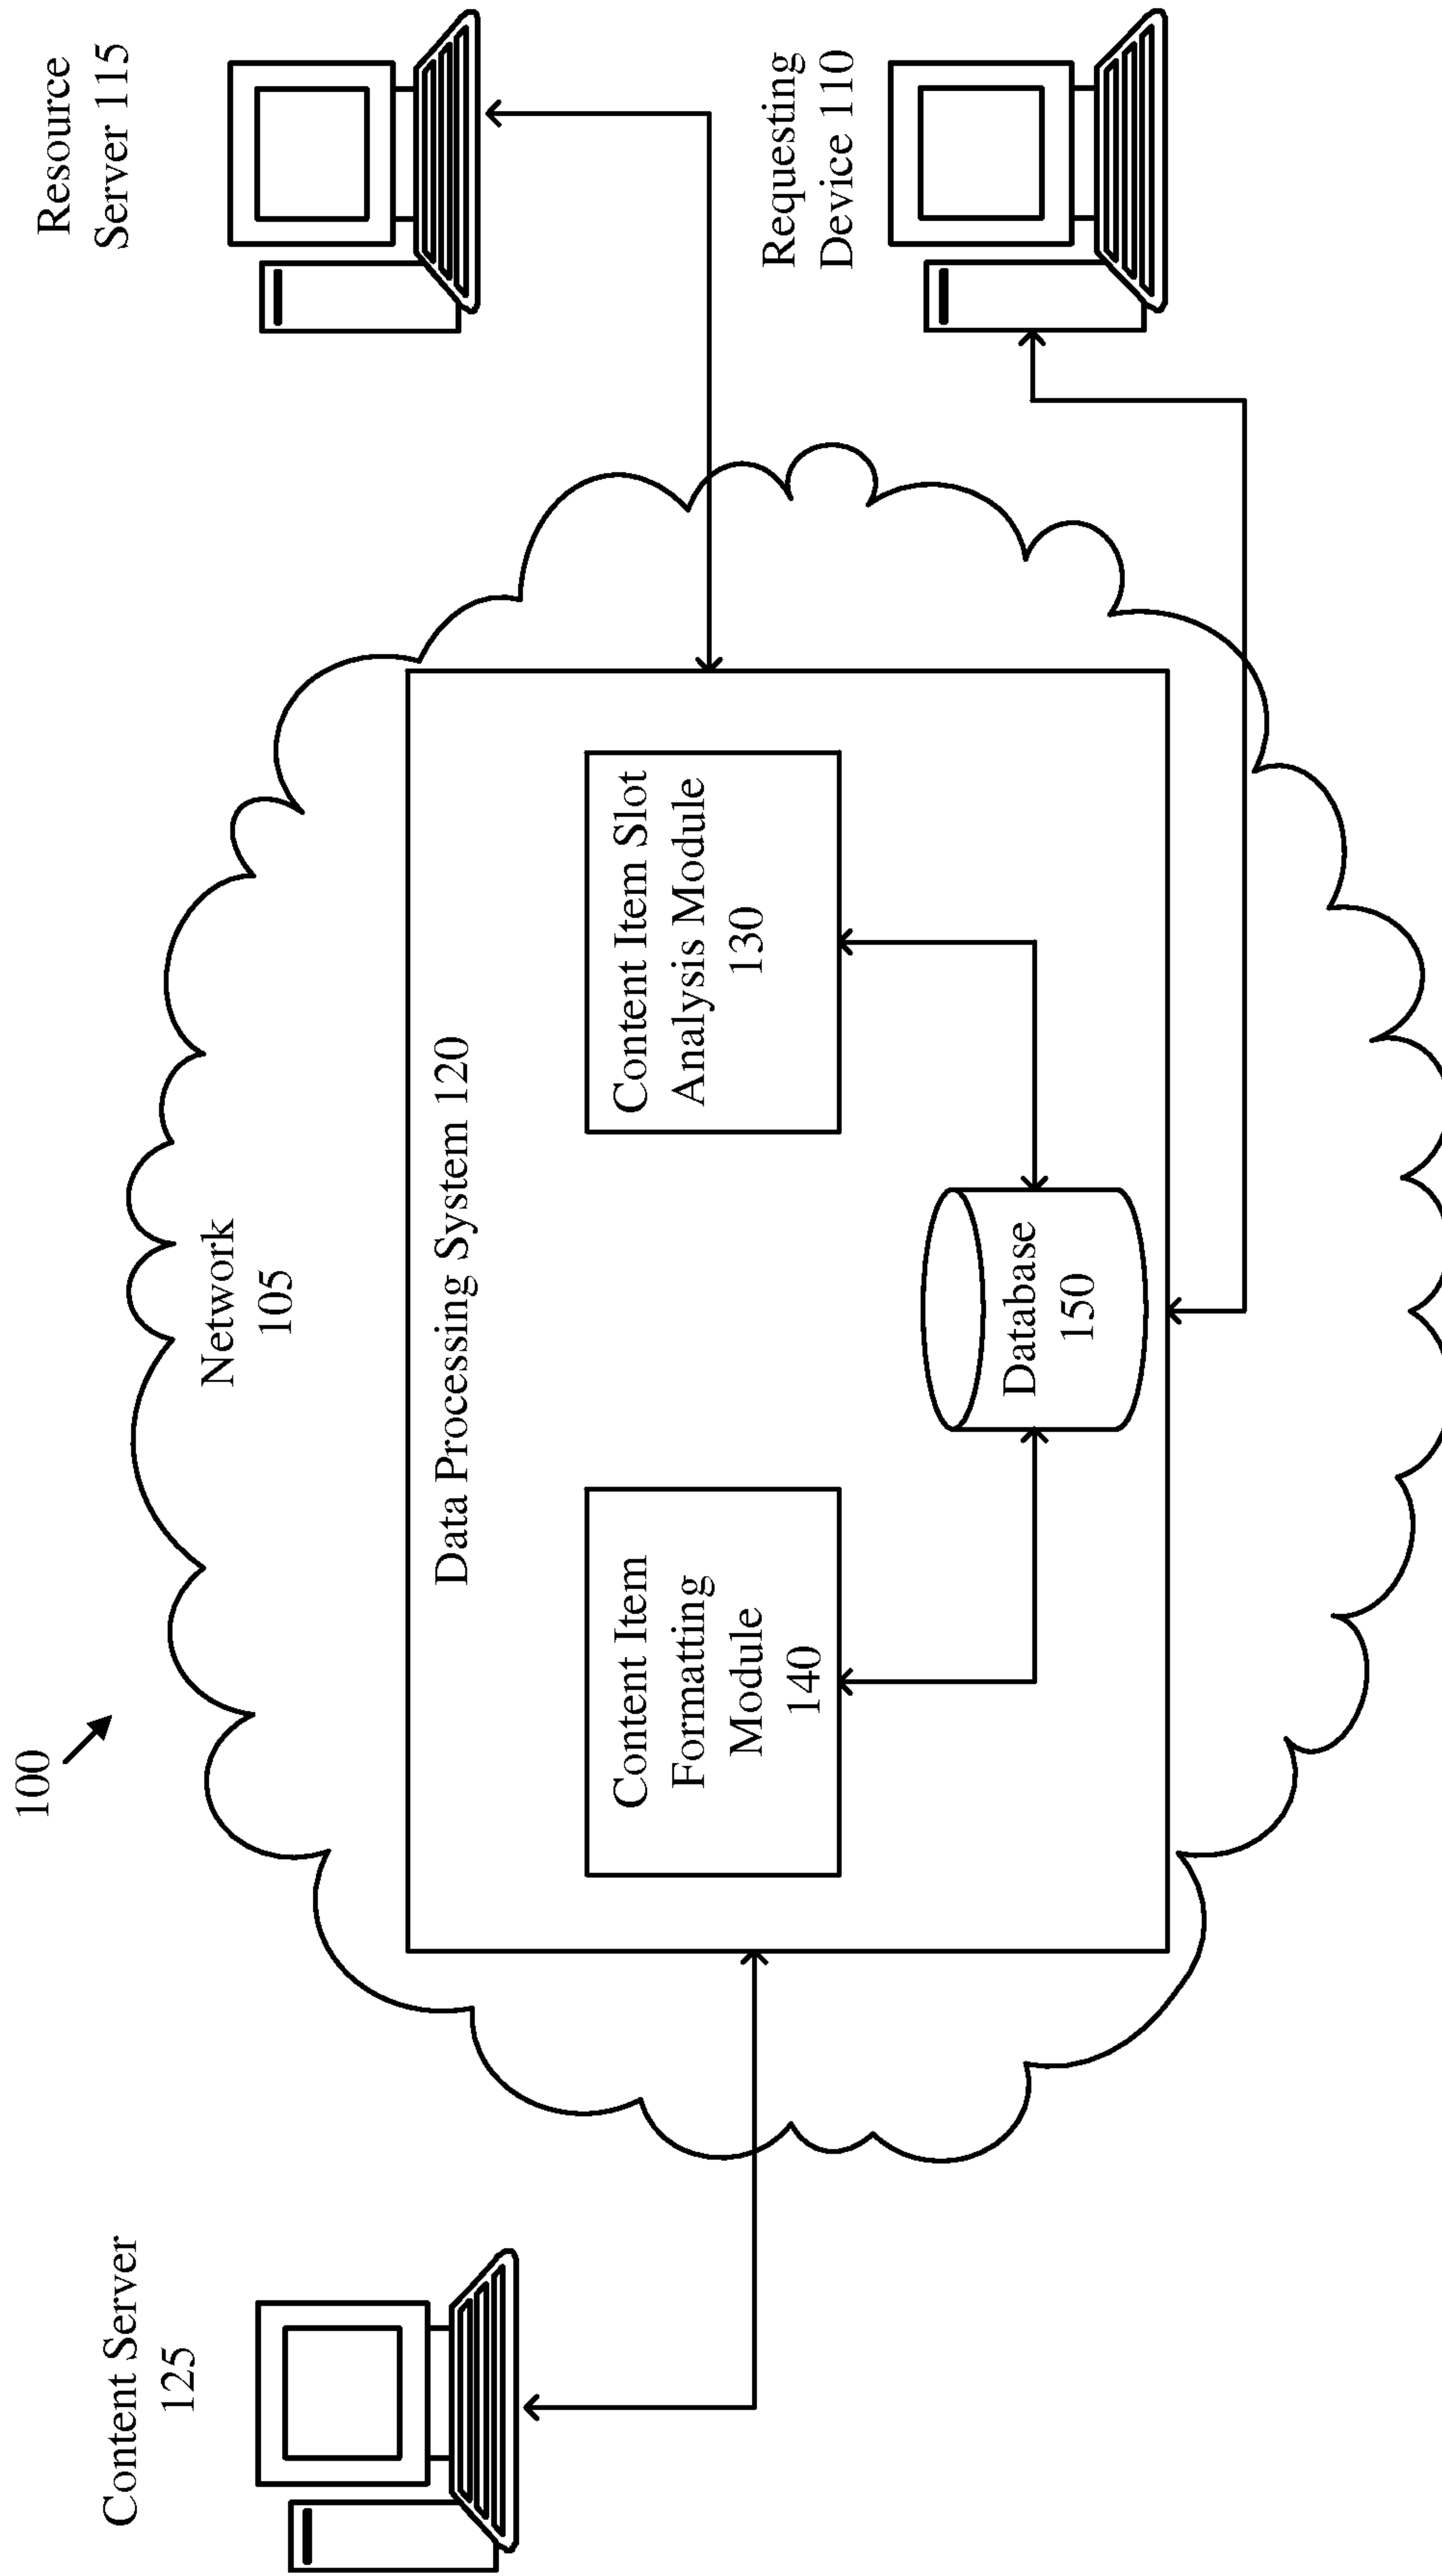 100
Network
105
Content Server
125
Resource
Server 115
Requesting
Device 110
Data Processing System 120
Content Item
Formatting
Module
140
Content Item Slot
Analysis Module
130
Database
150